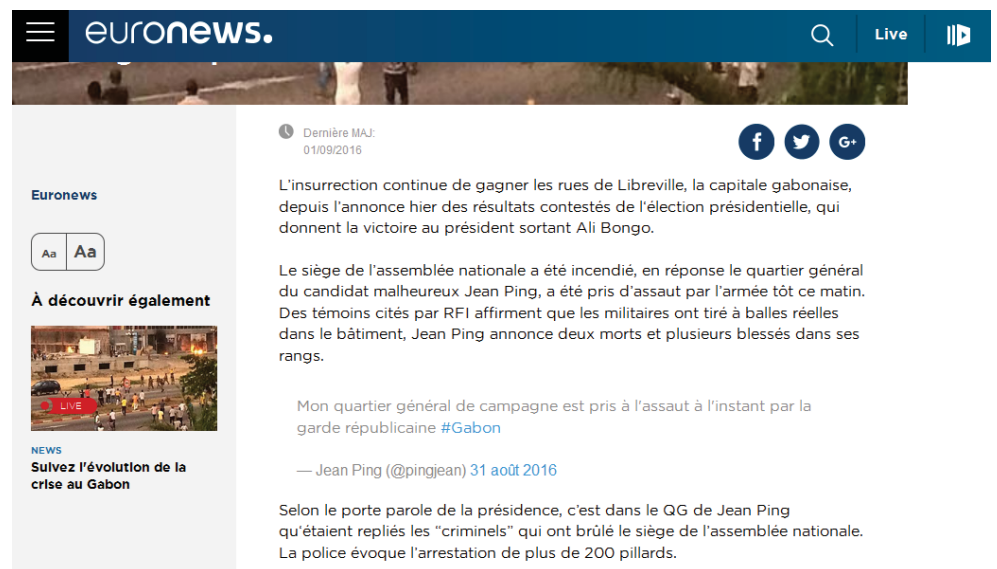 euronews.
Live
Dernière MAJ:
01/09/2016
f
G+
Euronews
Aa Aa
À découvrir également
LIVE
NEWS
Suivez l'évolution de la
crise au Gabon
L'insurrection continue de gagner les rues de Libreville, la capitale gabonaise,
depuis l'annonce hier des résultats contestés de l'élection présidentielle, qui
donnent la victoire au président sortant Ali Bongo.
Le siège de l'assemblée nationale a été incendié, en réponse le quartier général
du candidat malheureux Jean Ping, a été pris d'assaut par l'armée tôt ce matin.
Des témoins cités par RFI affirment que les militaires ont tiré à balles réelles
dans le bâtiment, Jean Ping annonce deux morts et plusieurs blessés dans ses
rangs.
Mon quartier général de campagne est pris à l'assaut à l'instant par la
garde républicaine #Gabon
— Jean Ping (@pingjean) 31 août 2016
Selon le porte parole de la présidence, c'est dans le QG de Jean Ping
qu'étaient repliés les “criminels” qui ont brûlé le siège de l'assemblée nationale.
La police évoque l'arrestation de plus de 200 pillards.